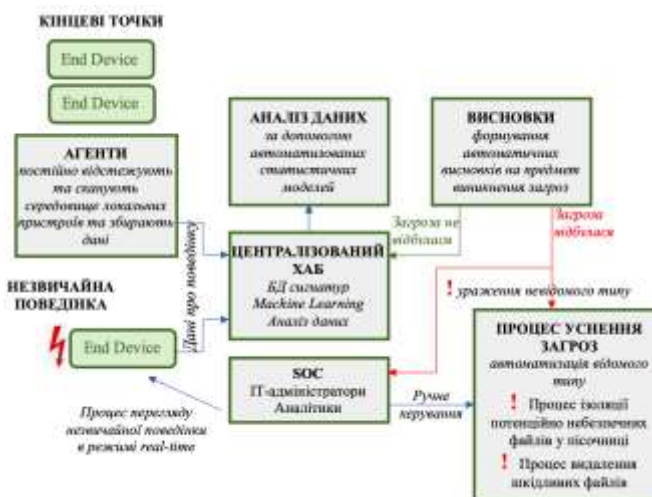 КІНЦЕВІ ТОЧКИ
End Device
End Device
АГЕНТИ
постійно відстежують
та сканують
середовище локальних
пристроїв та збирають
дані
АНАЛІЗ ДАНИХ
за допомогою
автоматизованих
статистичних
моделей
ВИСНОВКИ
формування
автоматичних
висновків на предмет
виникнення загроз
Загроза не
відбілася
Загроза
відбілася
Дані про поведінку
ЦЕНТРАЛІЗОВАНИЙ
ХАБ
БД сигнатур
Machine Learning
Аналіз даних
НЕЗВИЧАЙНА
ПОВЕДІНКА
End Device
! ураження невідомого типу
ПРОЦЕС УСНЕННЯ
ЗАГРОЗ
автоматизація відомого
типу
! Процес ізоляції
потенційно небезпечних
файлів у пісочниці
! Процес видалення
шкідливих файлів
SOC
ІТ-адміністратори
Аналітики
Ручне
керування
Процес перегляду
незвичайної поведінки
в режимі real-time